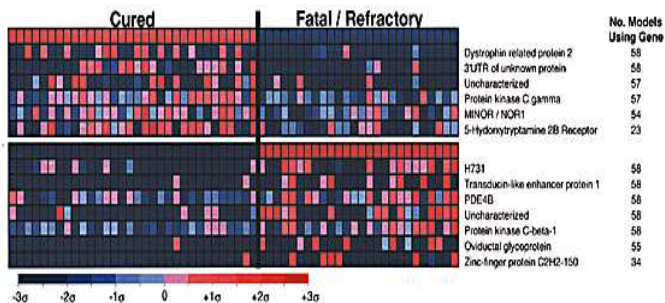 Cured Fatal / Refractory No. Models
Using Gene
Dystrophin related protein 2 58
3'UTR of unknown protein 58
Uncharacterized 57
Protein kinase C gamma 57
MINOR / NOR1 54
5-Hydorxytryptamine 2B Receptor 23
H731 58
Transducin-like enhancer protein 1 58
PDE4B 58
Uncharacterized 58
Protein kinase C-beta-1 58
Oviductal glycoprotein 55
Zinc-finger protein C2H2-150 34
-3σ -2σ -1σ 0 +1σ +2σ +3σ